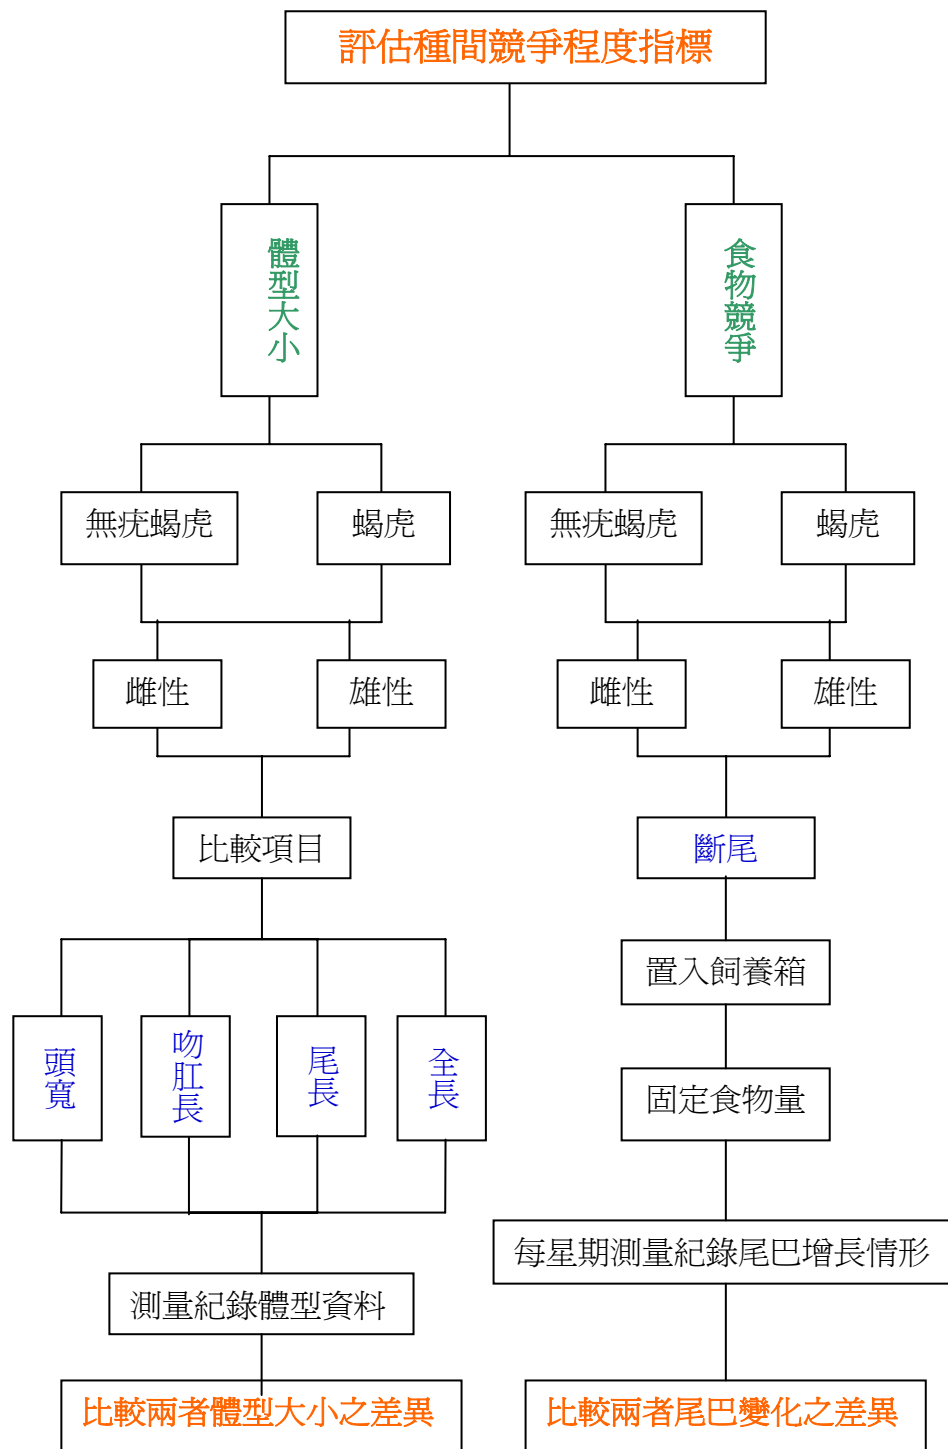 評估種間競爭程度指標
體型大小
食物競爭
無疣蝎虎
蝎虎
無疣蝎虎
蝎虎
雌性
雄性
雌性
雄性
比較項目
斷尾
置入飼養箱
頭寬
吻肛長
尾長
全長
固定食物量
每星期測量紀錄尾巴增長情形
測量紀錄體型資料
比較兩者體型大小之差異
比較兩者尾巴變化之差異